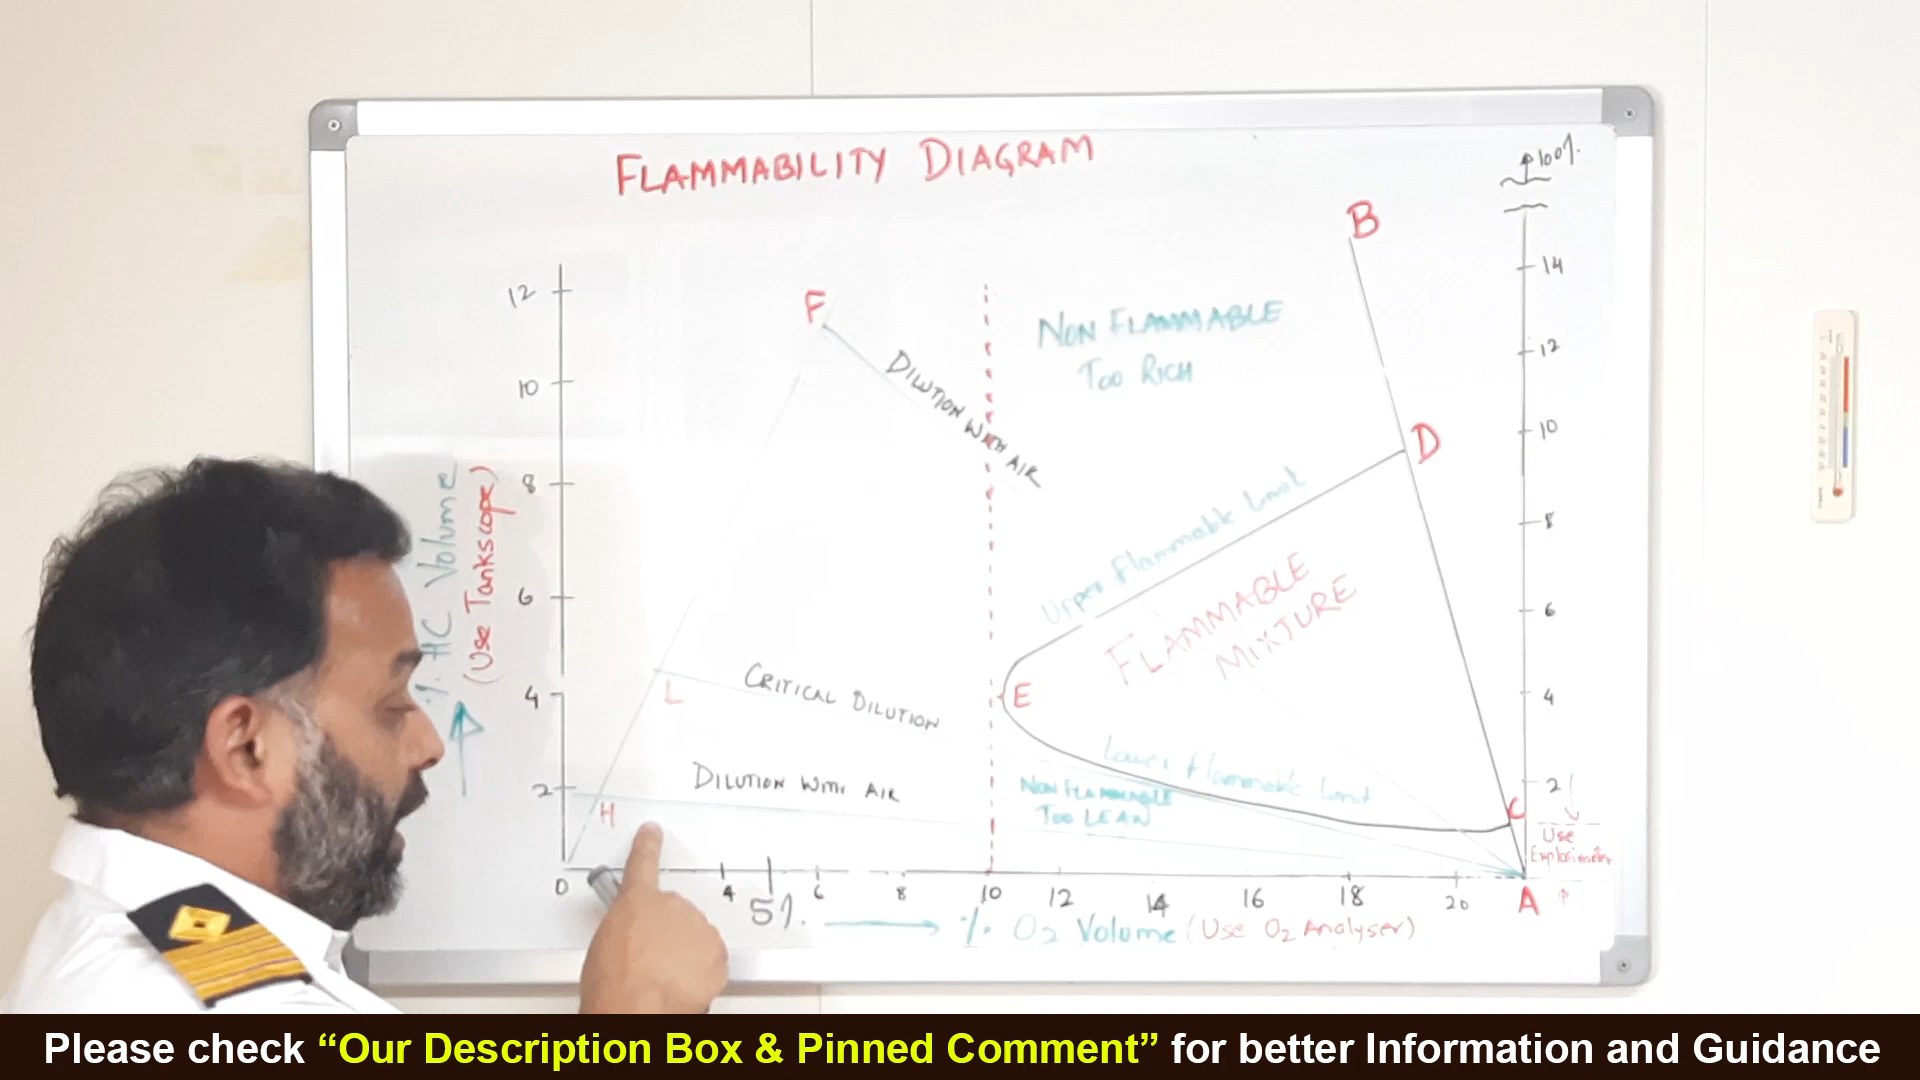 FLAMMABILITY DIAGRAM
↑ 100%
B
14
12
F
NON FLAMMABLE
TOO RICH
12
10
DILUTION WITH AIR
10
D
8
8
% HC Volume
(Use Tankscope)
Upper Flammable Limit
FLAMMABLE
MIXTURE
6
6
4
L
CRITICAL DILUTION
E
4
2
H
DILUTION WITH AIR
Lower Flammable Limit
NON FLAMMABLE
TOO LEAN
2
C
Use
Explosimeter
0
4
5%
6
8
10
12
14
16
18
20
A
% O2 Volume (Use O2 Analyser)
Please check “Our Description Box & Pinned Comment” for better Information and Guidance